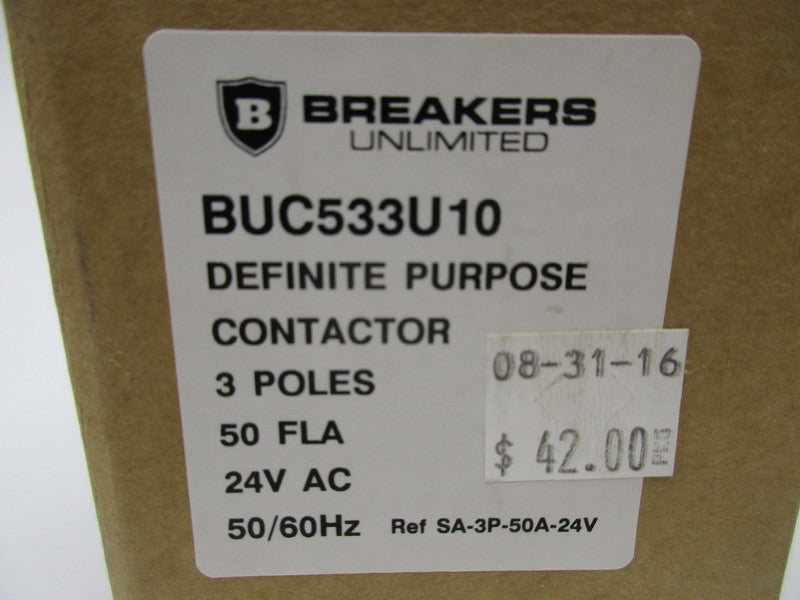 B BREAKERS
UNLIMITED
BUC533U10
DEFINITE PURPOSE
CONTACTOR
3 POLES
50 FLA
24V AC
50/60Hz Ref SA-3P-50A-24V
08-31-16
$ 42.00